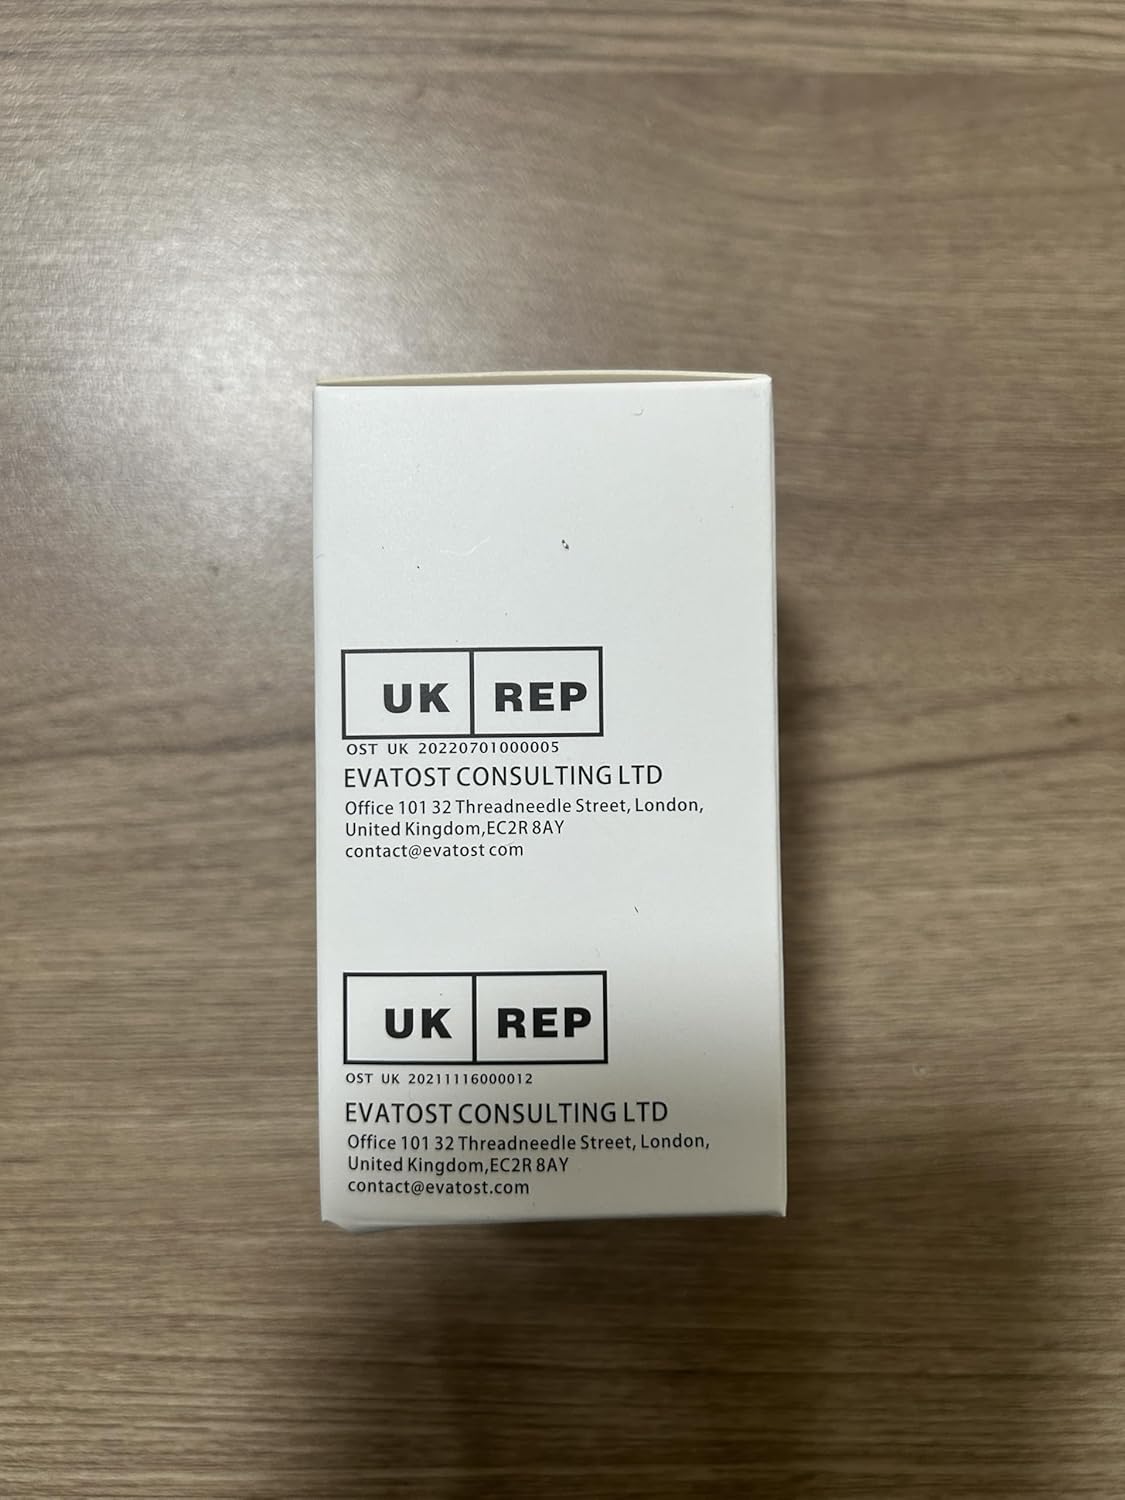 UK REP
OST UK 20220701000005
EVATOST CONSULTING LTD
Office 101 32 Threadneedle Street, London,
United Kingdom,EC2R 8AY
contact@evatost com
UK REP
OST UK 20211116000012
EVATOST CONSULTING LTD
Office 101 32 Threadneedle Street, London,
United Kingdom,EC2R 8AY
contact@evatost.com